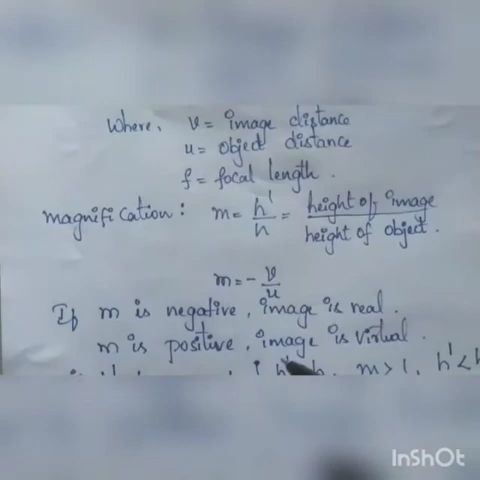 where, v = image distance
u = object distance
f = focal length.
magnification: m = h'/h = height of image / height of object.
m = - v/u
If m is negative, image is real.
m is positive, image is virtual.
m > 1, h' <
InShOt